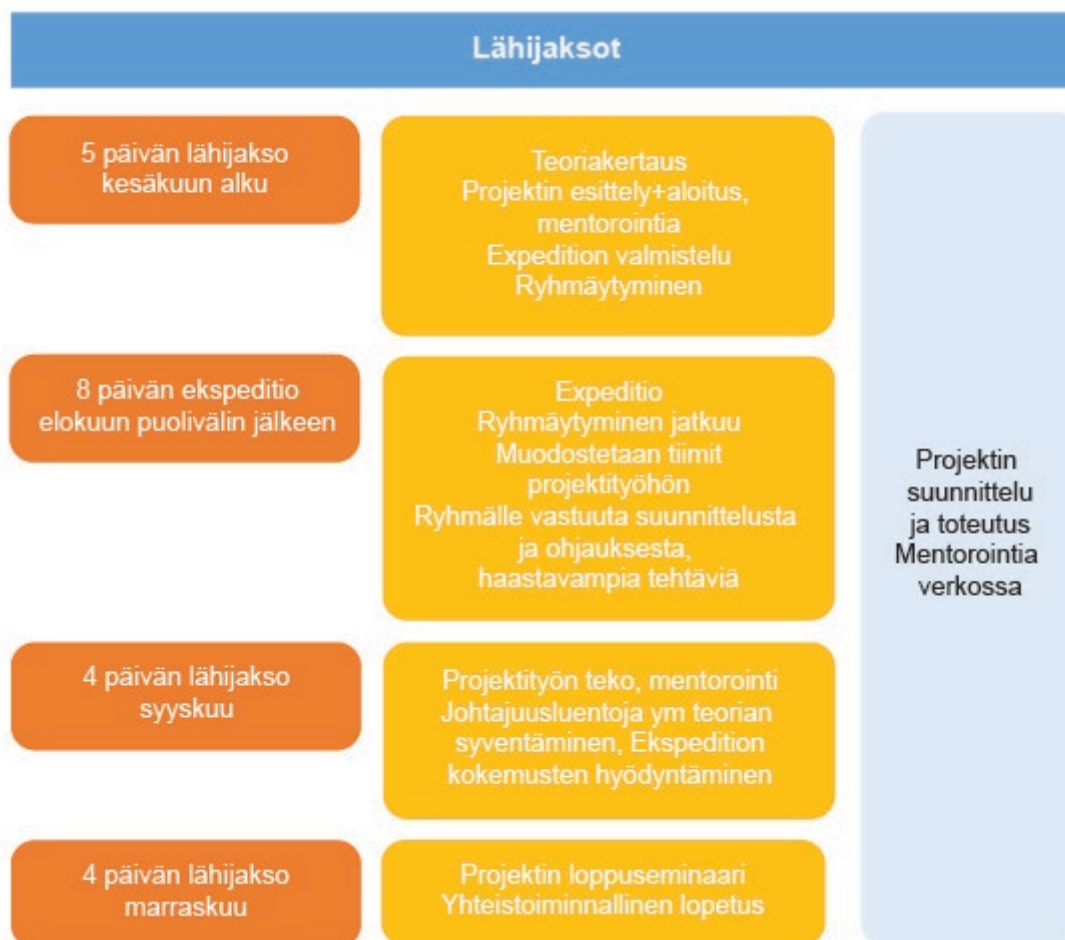 Lähijaksot
5 päivän lähijakso
kesäkuun alku
Teoriakertaus
Projektin esittely+aloitus,
mentorointia
Expedition valmistelu
Ryhmäytyminen
8 päivän ekspeditio
elokuun puolivälin jälkeen
Expeditio
Ryhmäytyminen jatkuu
Muodostetaan tiimit
projektityöhön
Ryhmälle vastuuta suunnittelusta
ja ohjauksesta,
haastavampia tehtäviä
4 päivän lähijakso
syyskuu
Projektityön teko, mentorointi
Johtajuusluentoja ym teorian
syventäminen, Ekspedition
kokemusten hyödyntäminen
4 päivän lähijakso
marraskuu
Projektin loppuseminaari
Yhteistoiminnallinen lopetus
Projektin
suunnittelu
ja toteutus
Mentorointia
verkossa